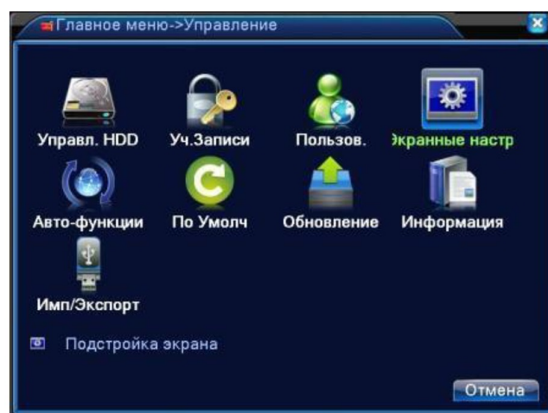 Главное меню->Управление
Управл. HDD Уч.Записи Пользов. Экранные настр
Авто-функции По Умолч Обновление Информация
Имп/Экспорт
Подстройка экрана
Отмена